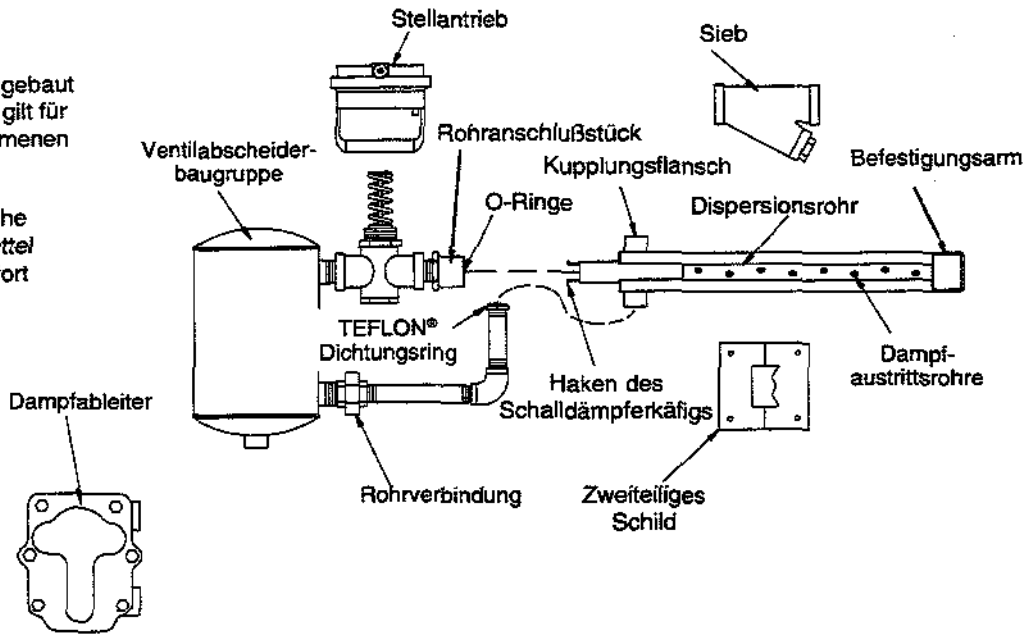 gebaut
gilt für
menen
he
ttel
ort
Stellantrieb
Sieb
Ventilabscheider-
baugruppe
Rohranschlußstück
Kupplungsflansch
Befestigungsarm
O-Ringe
Dispersionsrohr
TEFLON®
Dichtungsring
Haken des
Schalldämpferkäfigs
Dampf-
austrittsrohre
Dampfableiter
Rohrverbindung
Zweiteiliges
Schild